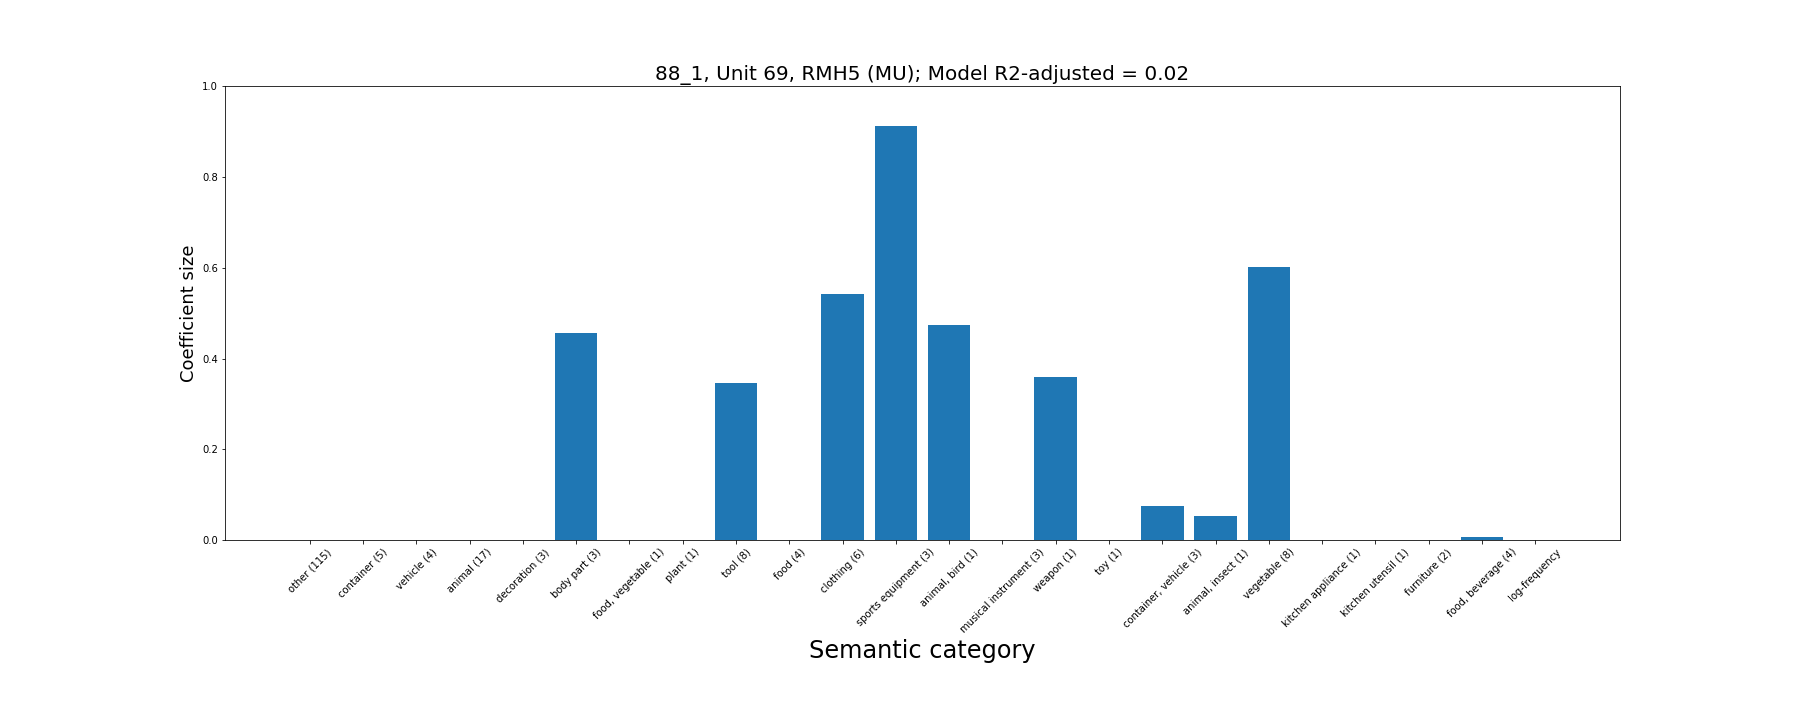 88_1, Unit 69, RMH5 (MU); Model R2-adjusted = 0.02
1.0
0.8
0.6
0.4
0.2
0.0
Coefficient size
other (115)
container (5)
vehicle (4)
animal (17)
decoration (3)
body part (3)
food, vegetable (1)
plant (1)
tool (8)
food (4)
clothing (6)
sports equipment (3)
animal, bird (1)
musical instrument (3)
weapon (1)
toy (1)
container, vehicle (3)
animal, insect (1)
vegetable (8)
kitchen appliance (1)
kitchen utensil (1)
furniture (2)
food, beverage (4)
log-frequency
Semantic category